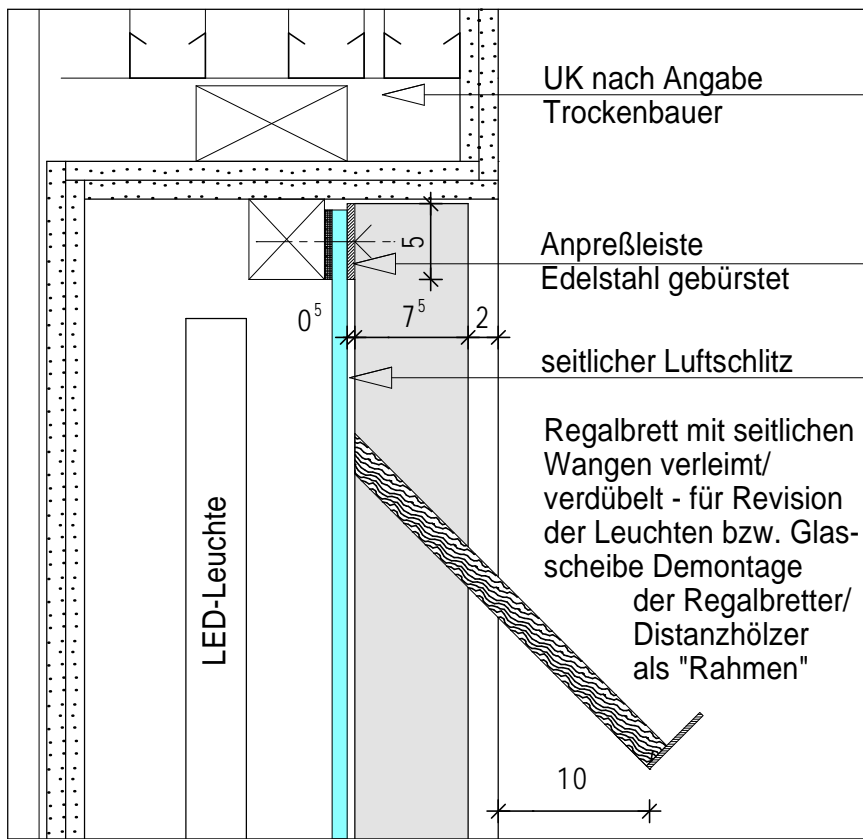 UK nach Angabe
Trockenbauer
Anpreßleiste
Edelstahl gebürstet
5
0⁵ 7⁵ 2
seitlicher Luftschlitz
Regalbrett mit seitlichen
Wangen verleimt/
verdübelt - für Revision
der Leuchten bzw. Glas-
scheibe Demontage
der Regalbretter/
Distanzhölzer
als "Rahmen"
LED-Leuchte
10